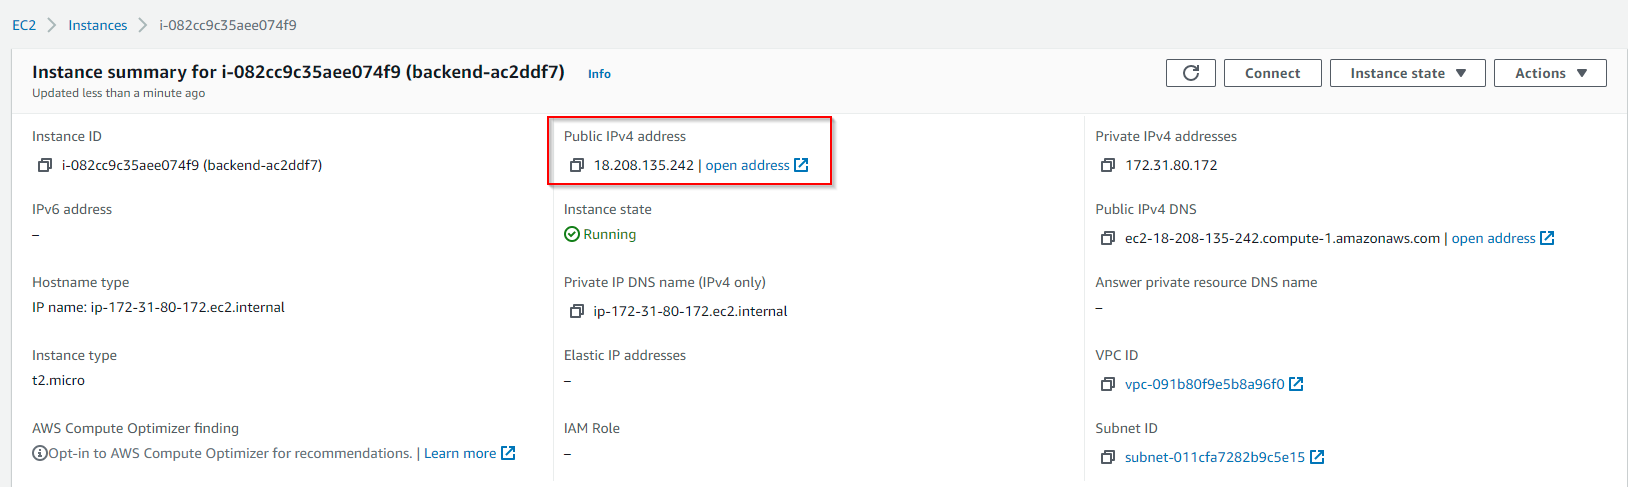 EC2 > Instances > i-082cc9c35aee074f9
Instance summary for i-082cc9c35aee074f9 (backend-ac2ddf7) Info
Updated less than a minute ago
Connect
Instance state
Actions
Instance ID
i-082cc9c35aee074f9 (backend-ac2ddf7)
Public IPv4 address
18.208.135.242 | open address
Private IPv4 addresses
172.31.80.172
IPv6 address
–
Instance state
Running
Public IPv4 DNS
ec2-18-208-135-242.compute-1.amazonaws.com | open address
Hostname type
IP name: ip-172-31-80-172.ec2.internal
Private IP DNS name (IPv4 only)
ip-172-31-80-172.ec2.internal
Answer private resource DNS name
–
Instance type
t2.micro
Elastic IP addresses
–
VPC ID
vpc-091b80f9e5b8a96f0
AWS Compute Optimizer finding
Opt-in to AWS Compute Optimizer for recommendations. | Learn more
IAM Role
–
Subnet ID
subnet-011cfa7282b9c5e15